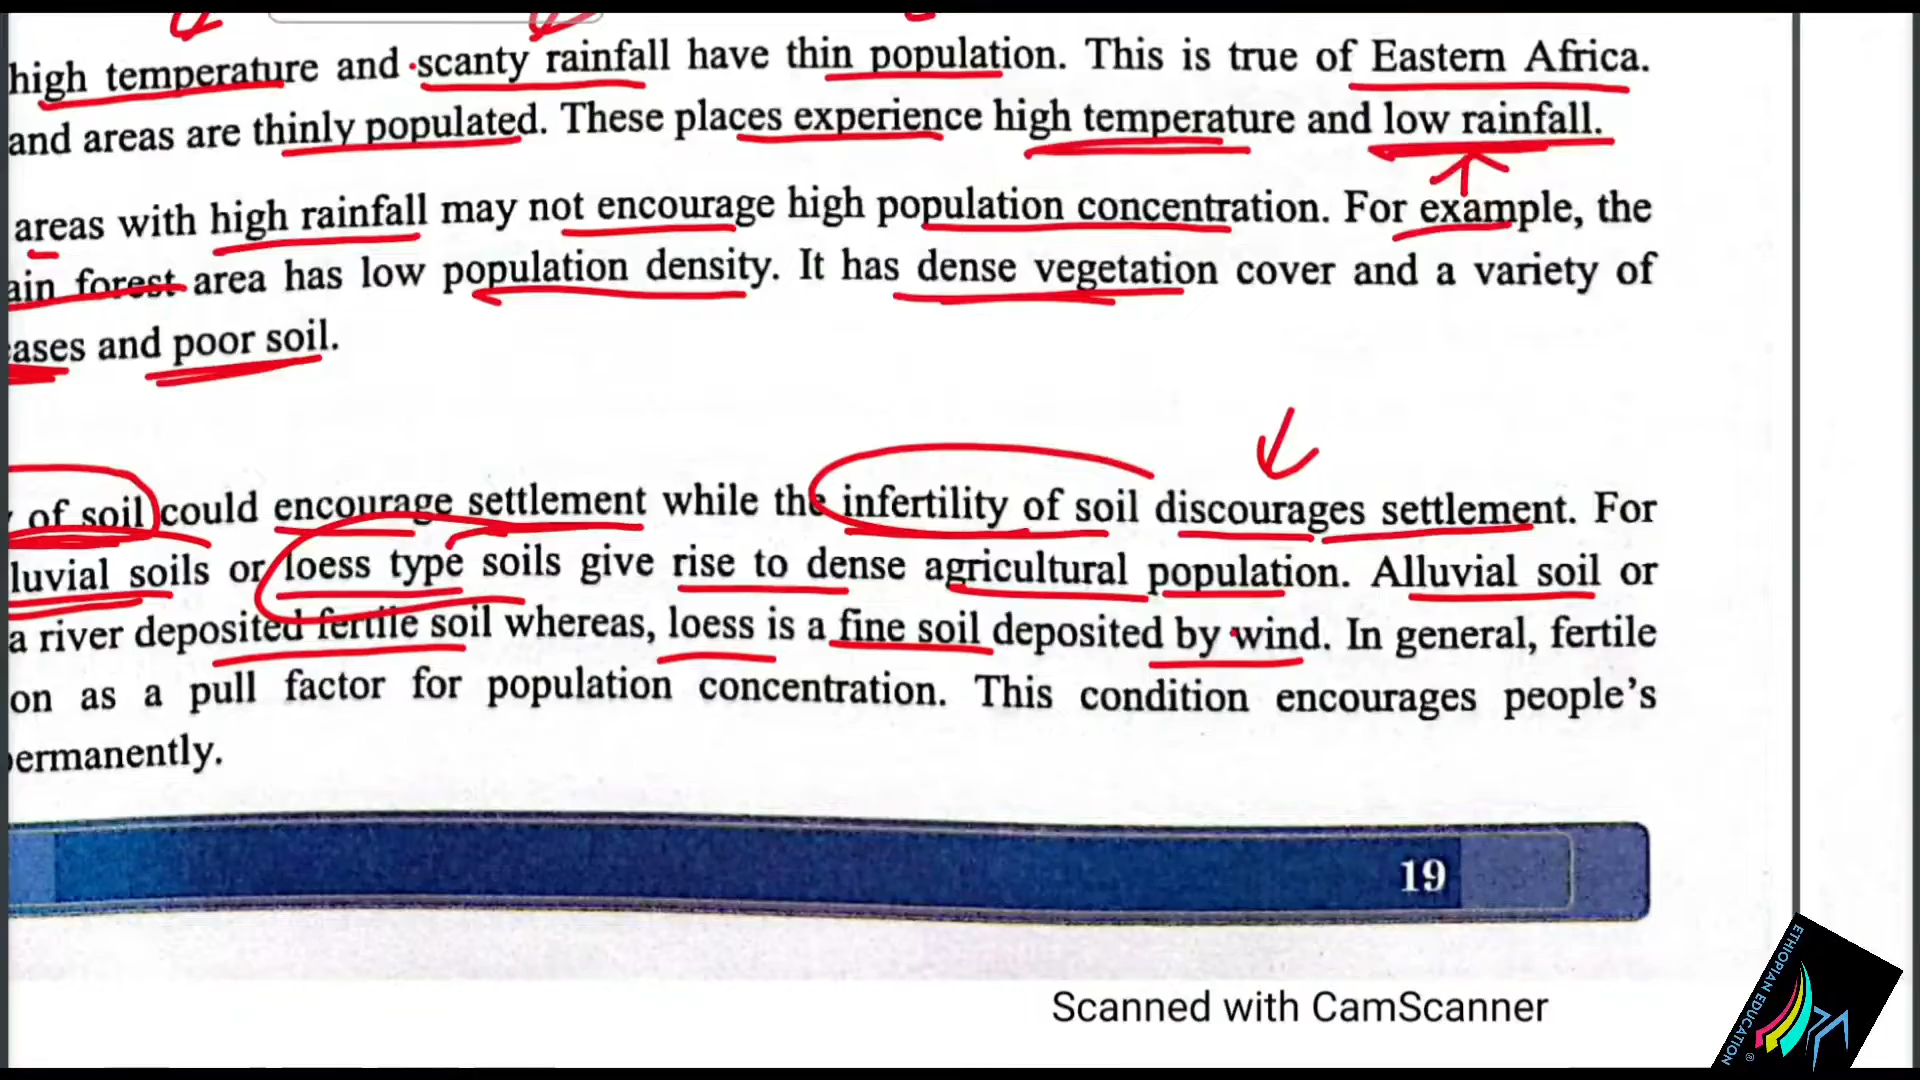 high temperature and scanty rainfall have thin population. This is true of Eastern Africa.
and areas are thinly populated. These places experience high temperature and low rainfall.
areas with high rainfall may not encourage high population concentration. For example, the
ain forest area has low population density. It has dense vegetation cover and a variety of
ases and poor soil.
of soil could encourage settlement while the infertility of soil discourages settlement. For
luvial soils or loess type soils give rise to dense agricultural population. Alluvial soil or
a river deposited fertile soil whereas, loess is a fine soil deposited by wind. In general, fertile
on as a pull factor for population concentration. This condition encourages people's
ermanently.
19
Scanned with CamScanner
ETHIOPIAN EDUCATION